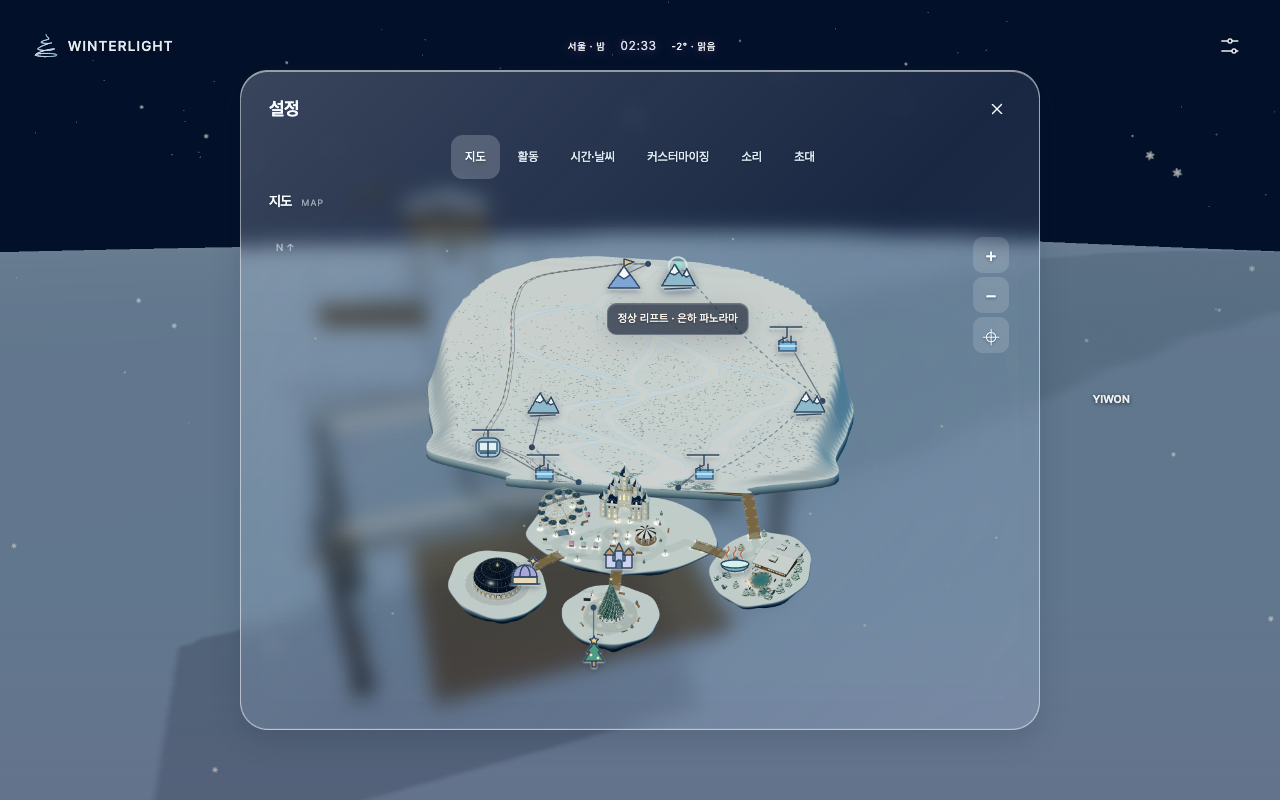 WINTERLIGHT
서울 · 밤 02:33 -2° · 맑음
설정
지도 활동 시간·날씨 커스터마이징 소리 초대
지도 MAP
N↑
+
−
정상 리프트 · 은하 파노라마
YIWON